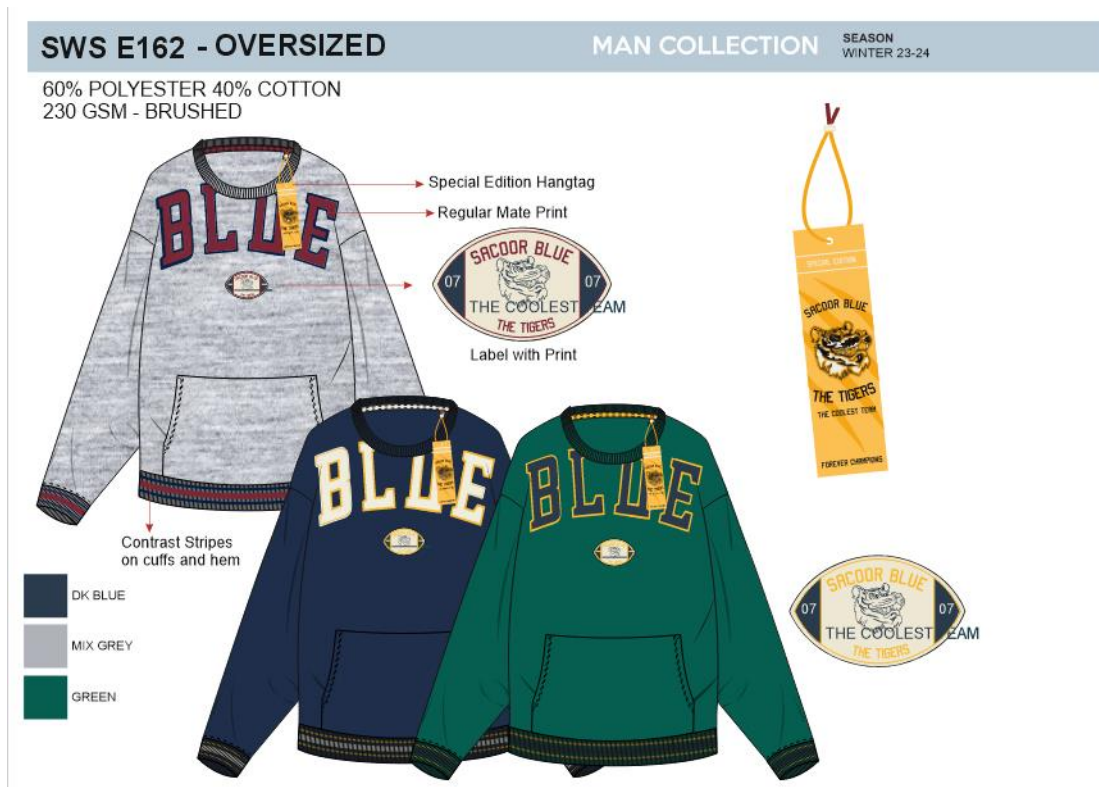 SWS E162 - OVERSIZED
MAN COLLECTION
SEASON
WINTER 23-24
60% POLYESTER 40% COTTON
230 GSM - BRUSHED
V
BLUE
Special Edition Hangtag
Regular Mate Print
SACOOR BLUE
07 07
THE COOLEST EAM
THE TIGERS
Label with Print
SPECIAL EDITION
SACOOR BLUE
THE TIGERS
THE COOLEST TEAM
FOREVER CHAMPIONS
Contrast Stripes
on cuffs and hem
BLUE
BLUE
DK BLUE
MIX GREY
GREEN
SACOOR BLUE
07 07
THE COOLEST EAM
THE TIGERS